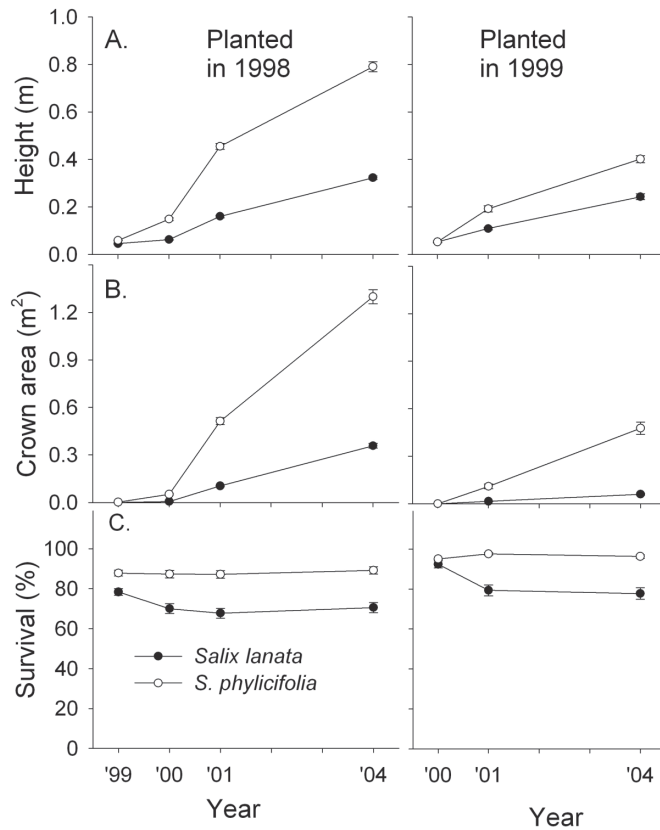 A.
Planted
in 1998
Planted
in 1999
Height (m)
1.0
0.8
0.6
0.4
0.2
0.0
B.
Crown area (m²)
1.2
0.9
0.6
0.3
0.0
C.
Survival (%)
100
80
60
40
20
0
Salix lanata
S. phylicifolia
'99 '00 '01 '04
'00 '01 '04
Year
Year